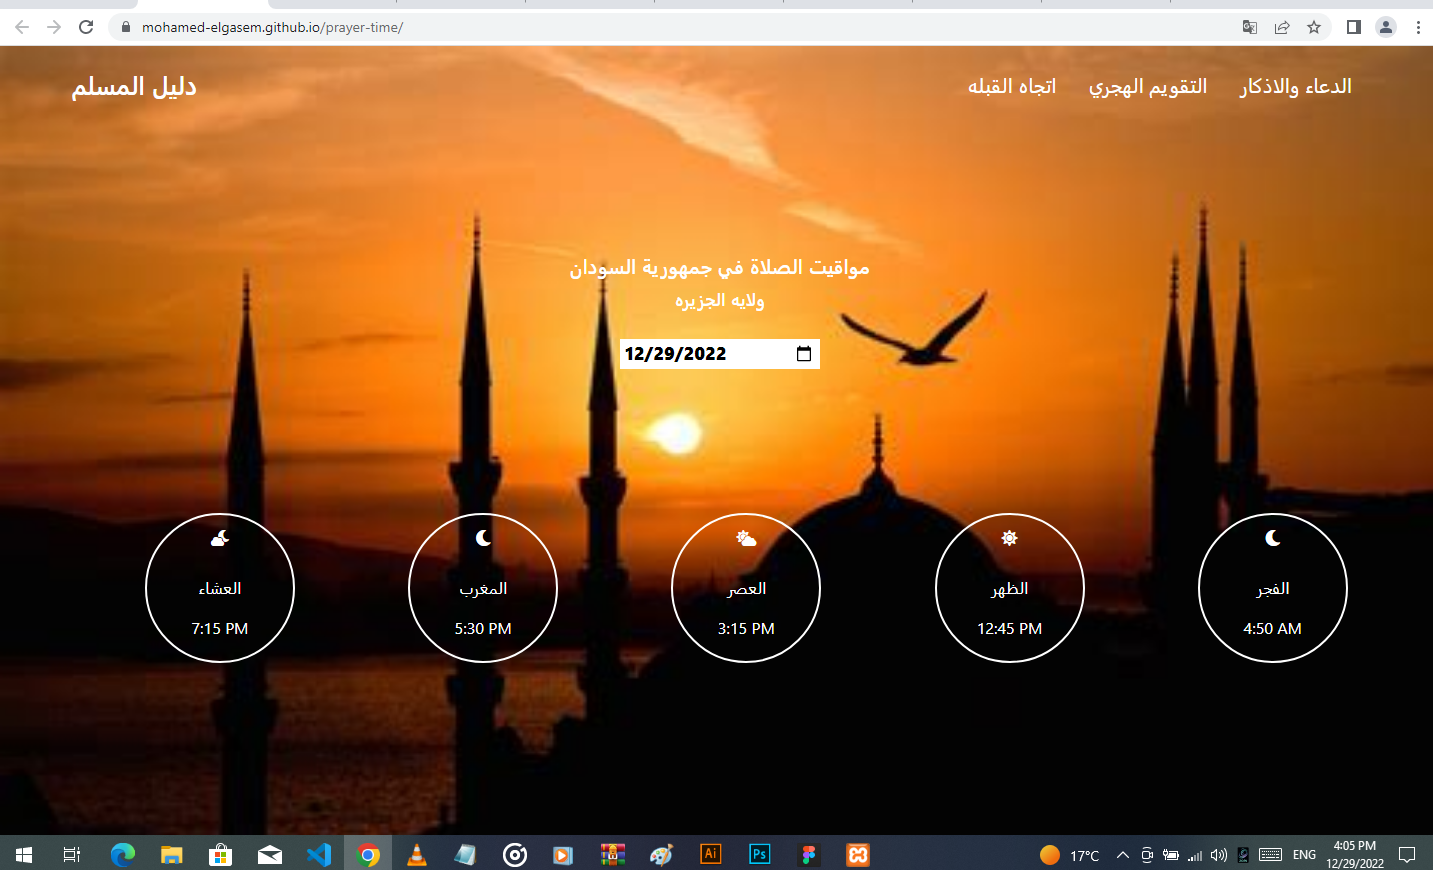 mohamed-elgasem.github.io/prayer-time/
دليل المسلم
الدعاء والاذكار
التقويم الهجري
اتجاه القبله
مواقيت الصلاة في جمهورية السودان
ولايه الجزيره
12/29/2022
الفجر
4:50 AM
الظهر
12:45 PM
العصر
3:15 PM
المغرب
5:30 PM
العشاء
7:15 PM
Ai
Ps
17°C
ENG
4:05 PM
12/29/2022